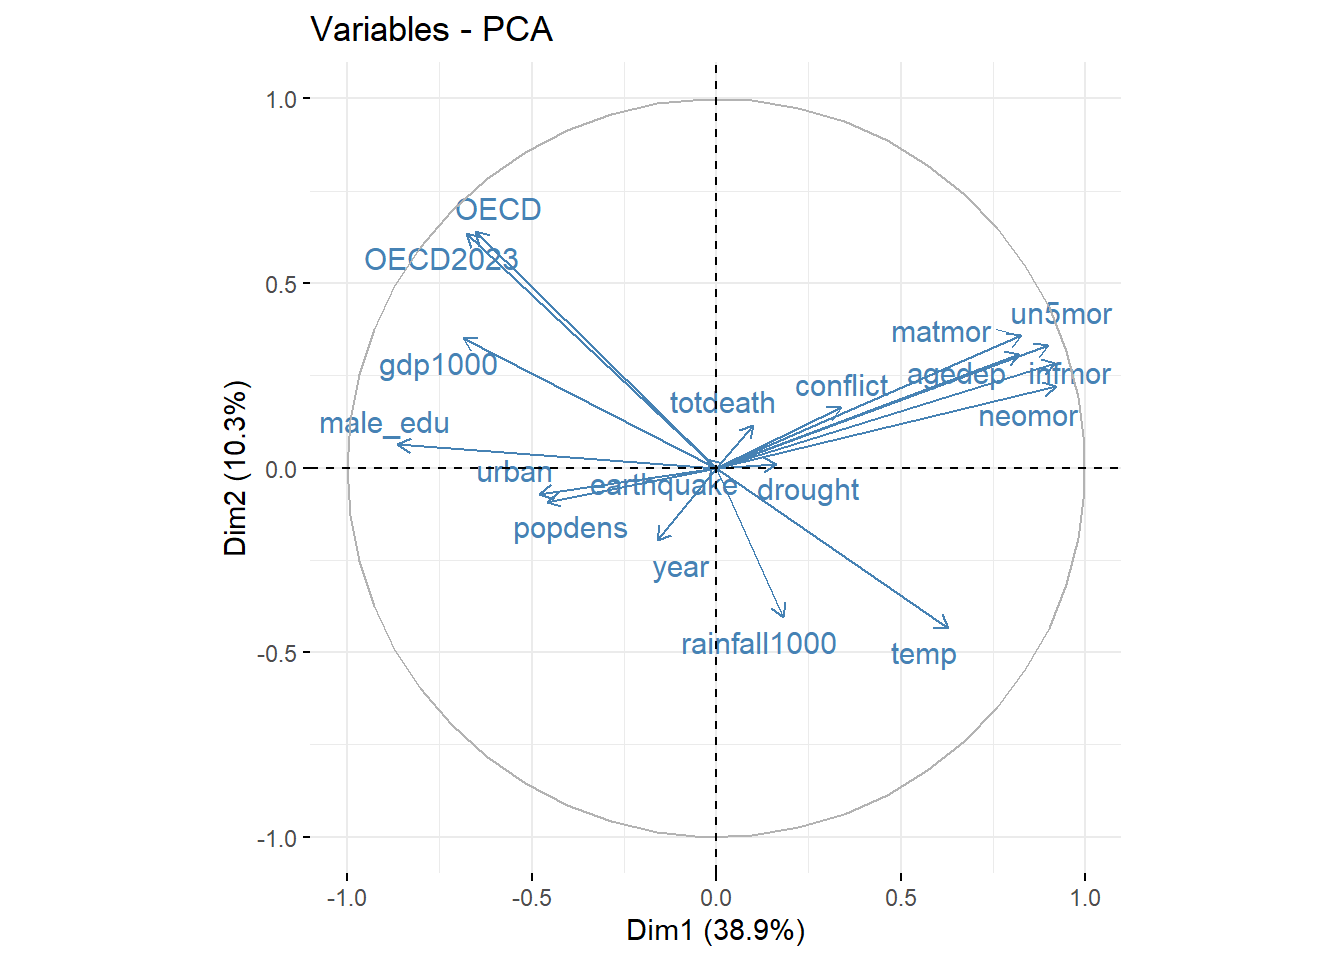 Variables - PCA
1.0
OECD
OECD2023
0.5
un5mor
matmor
gdp1000
agedep
infmor
conflict
totdeath
neomor
male_edu
0.0
urban
earthquake
drought
popdens
year
rainfall1000
temp
-0.5
-1.0
-1.0
-0.5
0.0
0.5
1.0
Dim1 (38.9%)
Dim2 (10.3%)